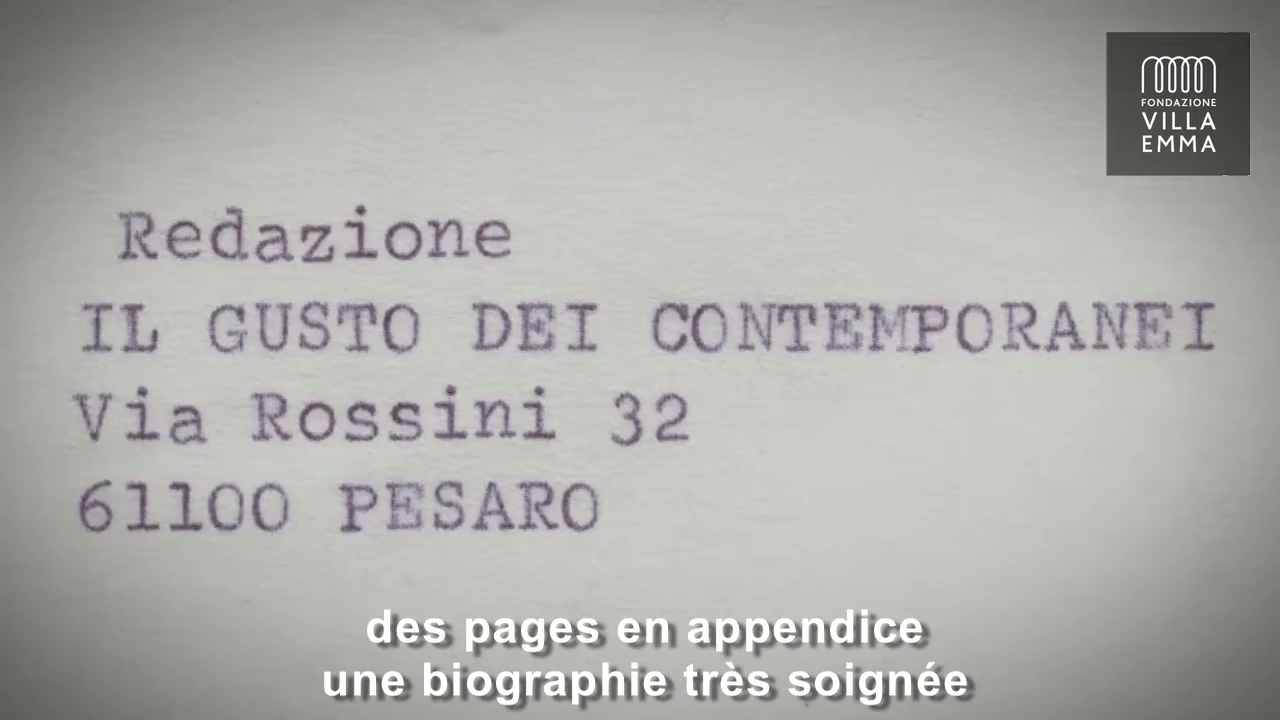 FONDAZIONE
VILLA
EMMA
Redazione
IL GUSTO DEI CONTEMPORANEI
Via Rossini 32
61100 PESARO
des pages en appendice
une biographie très soignée